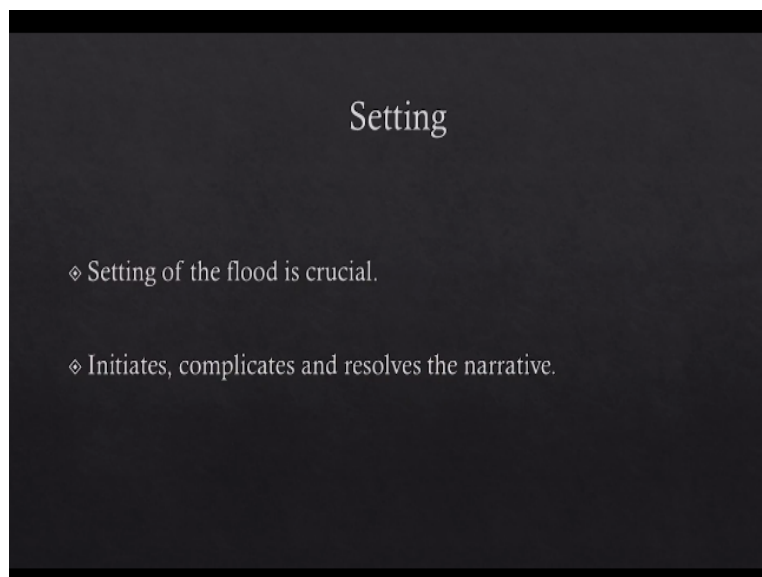 Setting
Setting of the flood is crucial.
Initiates, complicates and resolves the narrative.